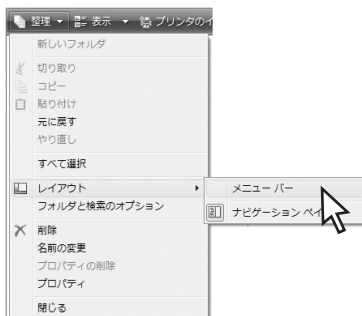 整理 表示 プリンタのイ
新しいフォルダ
切り取り
コピー
貼り付け
元に戻す
やり直し
すべて選択
レイアウト メニュー バー
フォルダと検索のオプション ナビゲーション ペイ
削除
名前の変更
プロパティの削除
プロパティ
閉じる